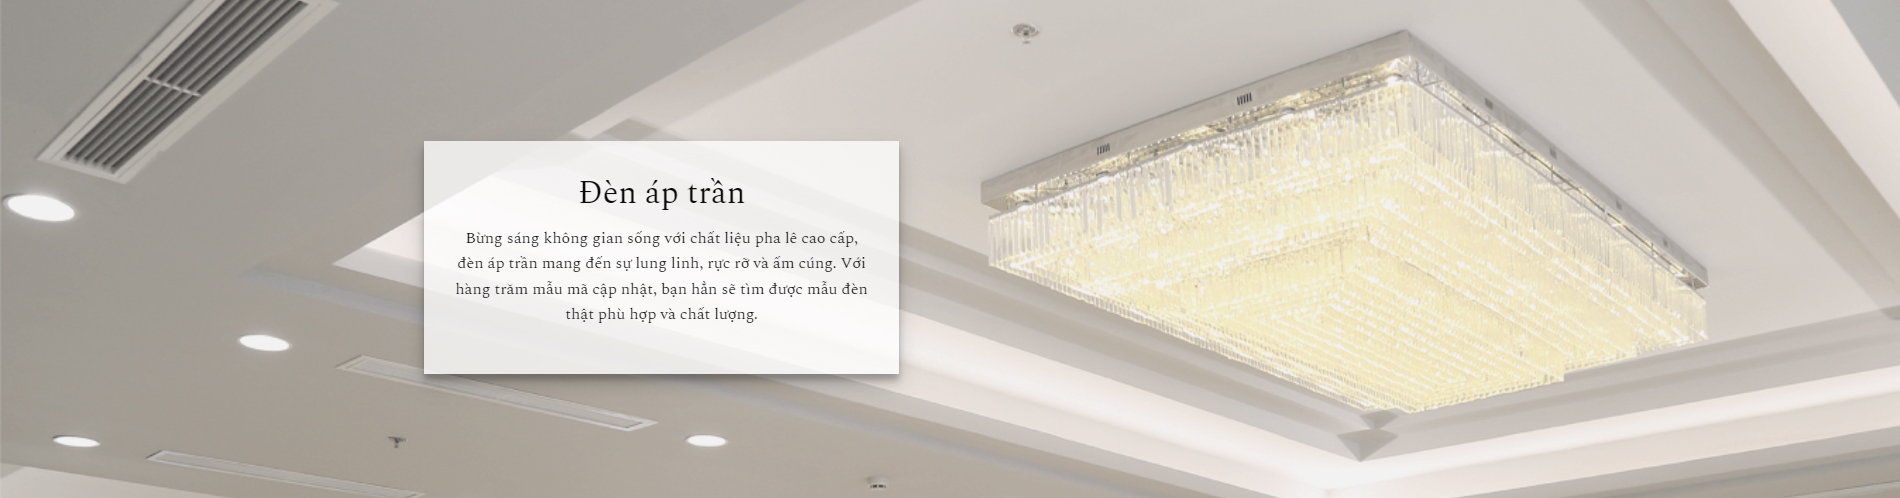 Đèn áp trần
Bừng sáng không gian sống với chất liệu pha lê cao cấp,
đèn áp trần mang đến sự lung linh, rực rỡ và ấm cúng. Với
hàng trăm mẫu mã cập nhật, bạn hẳn sẽ tìm được mẫu đèn
thật phù hợp và chất lượng.